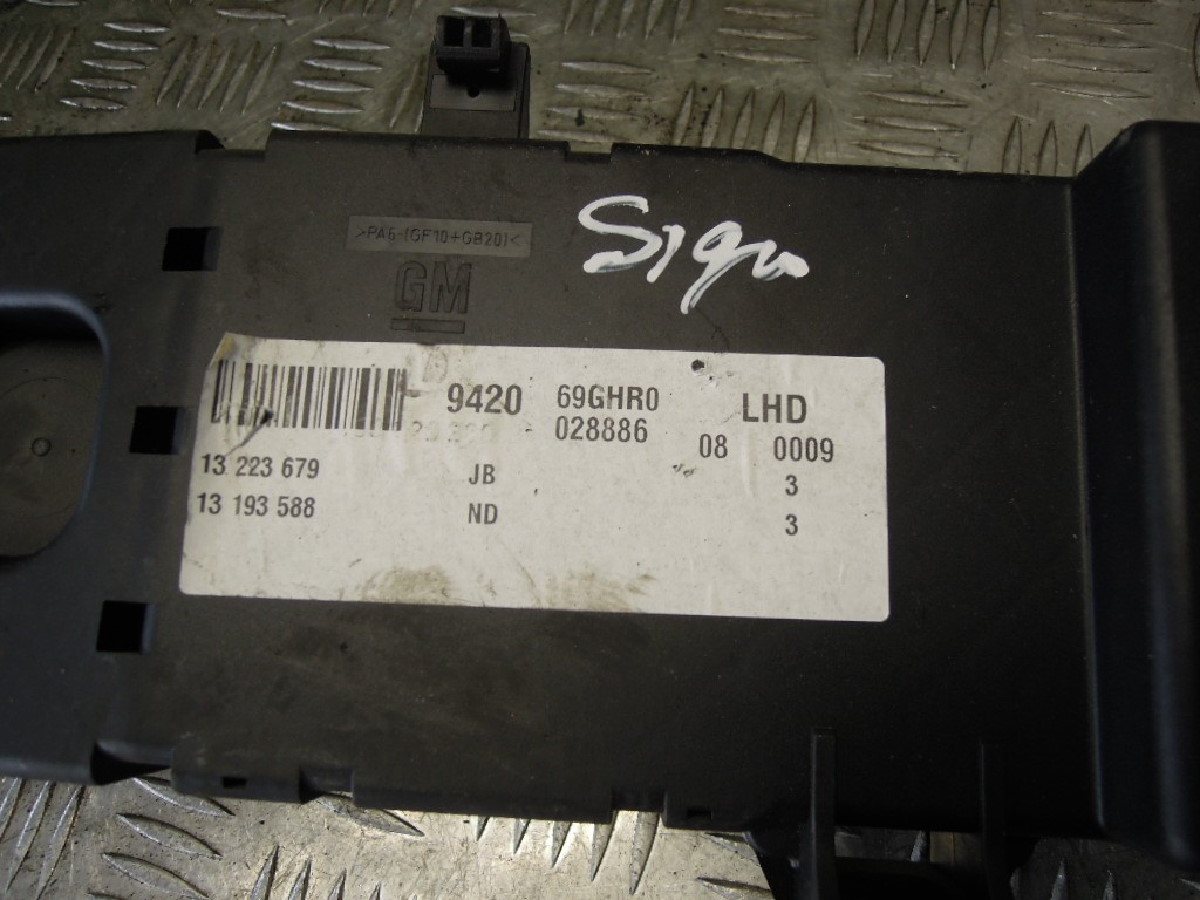 >PA6-(GF10+GB20)<
GM
Sign
9420 69GHR0 LHD
028886 08 0009
13 223 679 JB 3
13 193 588 ND 3